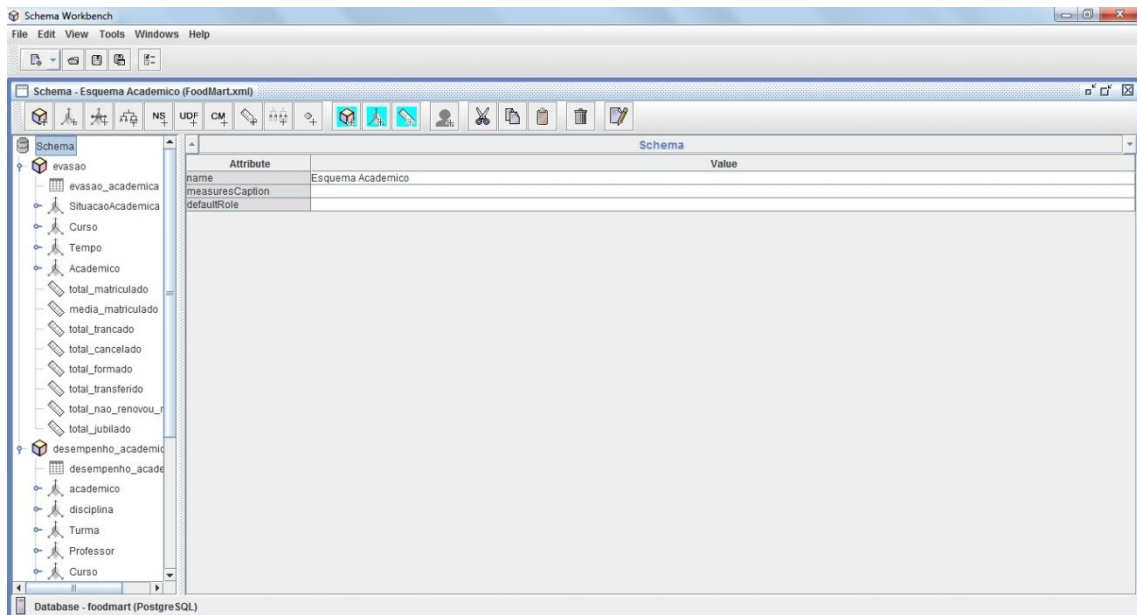 Schema Workbench
File Edit View Tools Windows Help
Schema - Esquema Academico (FoodMart.xml)
NS UDF CM
Schema
evasao
evasao_academica
SituacaoAcademica
Curso
Tempo
Academico
total_matriculado
media_matriculado
total_trancado
total_cancelado
total_formado
total_transferido
total_nao_renovou_r
total_jubilado
desempenho_academic
desempenho_acade
academico
disciplina
Turma
Professor
Curso
Schema
Attribute Value
name Esquema Academico
measuresCaption
defaultRole
Database - foodmart (PostgreSQL)